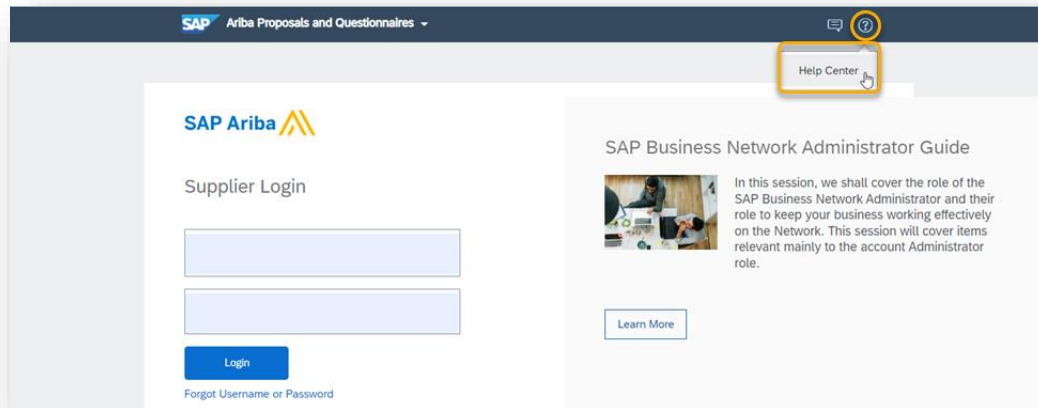 SAP Ariba Proposals and Questionnaires
Help Center
SAP Ariba
Supplier Login
Login
Forgot Username or Password
SAP Business Network Administrator Guide
In this session, we shall cover the role of the
SAP Business Network Administrator and their
role to keep your business working effectively
on the Network. This session will cover items
relevant mainly to the account Administrator
role.
Learn More